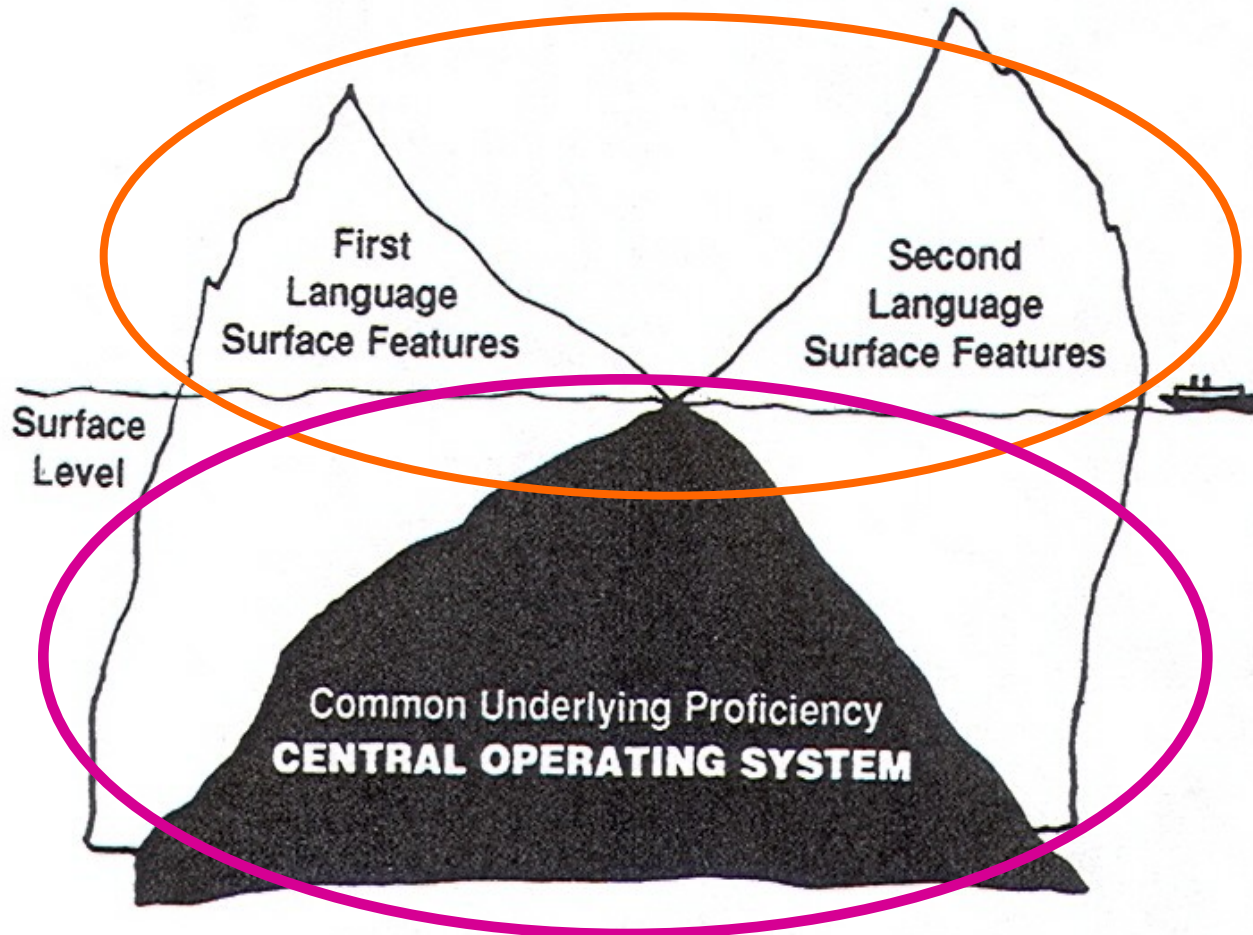 First
Language
Surface Features
Second
Language
Surface Features
Surface
Level
Common Underlying Proficiency
CENTRAL OPERATING SYSTEM